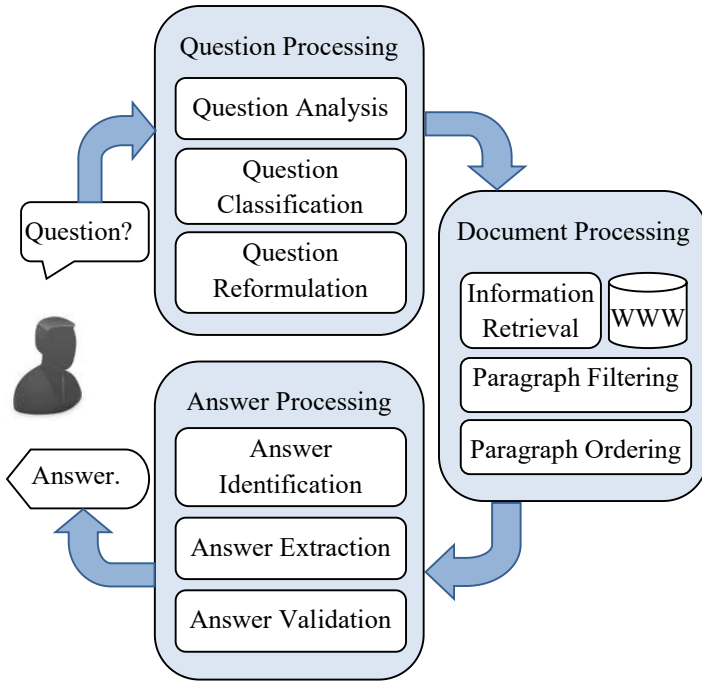 Question Processing
Question Analysis
Question
Classification
Question
Reformulation
Question?
Document Processing
Information
Retrieval
WWW
Paragraph Filtering
Paragraph Ordering
Answer Processing
Answer
Identification
Answer Extraction
Answer Validation
Answer.